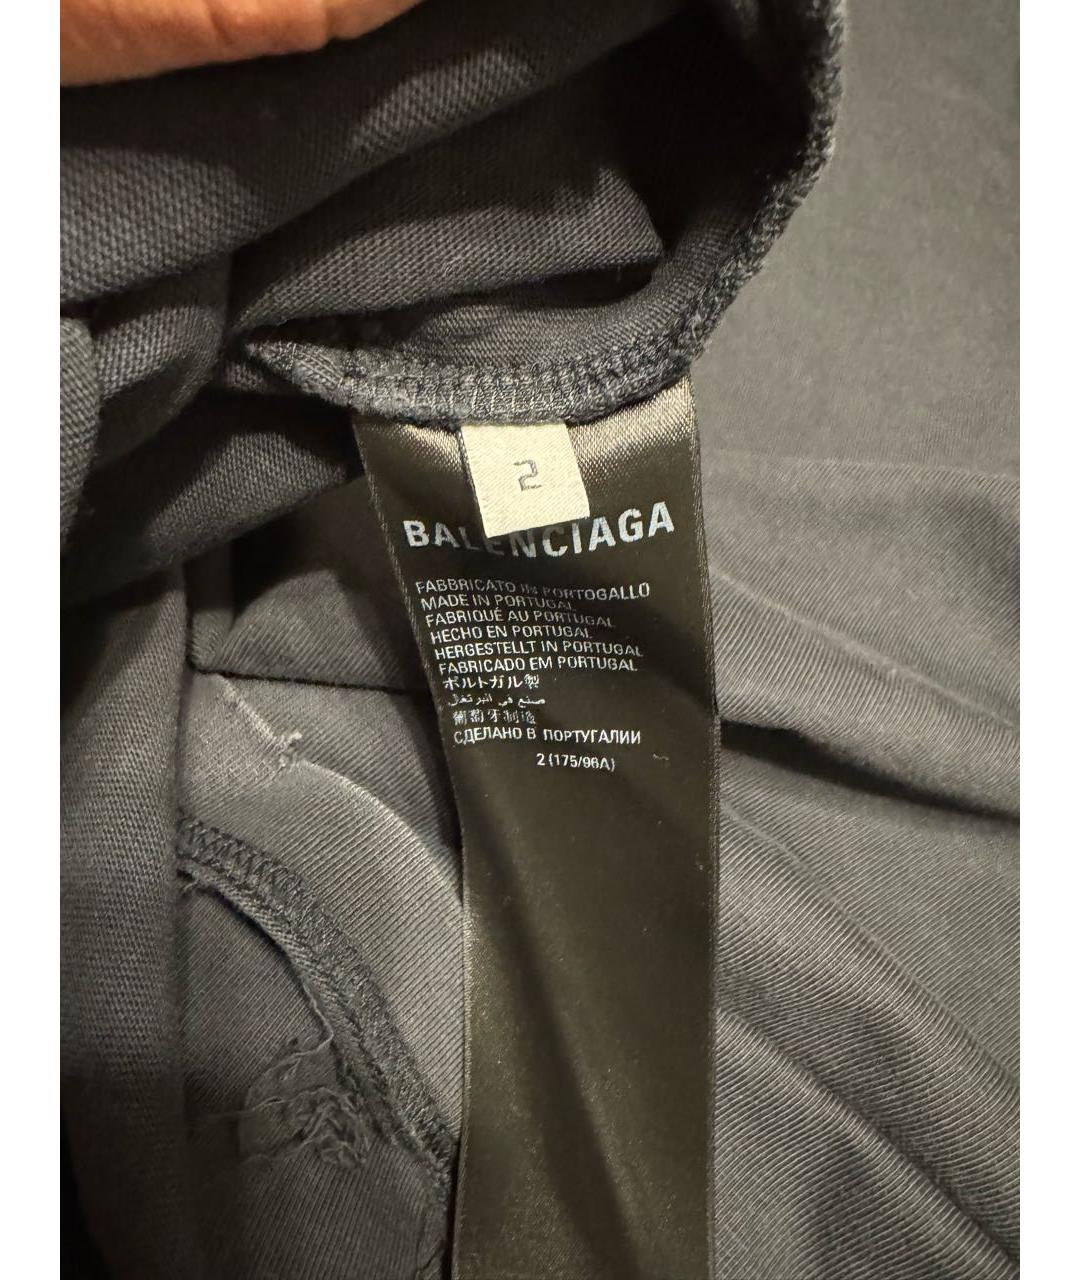 2
BALENCIAGA
FABBRICATO IN PORTOGALLO
MADE IN PORTUGAL
FABRIQUÉ AU PORTUGAL
HECHO EN PORTUGAL
HERGESTELLT IN PORTUGAL
FABRICADO EM PORTUGAL
ポルトガル製
صنع في البرتغال
葡萄牙制造
СДЕЛАНО В ПОРТУГАЛИИ
2 (175/96A)